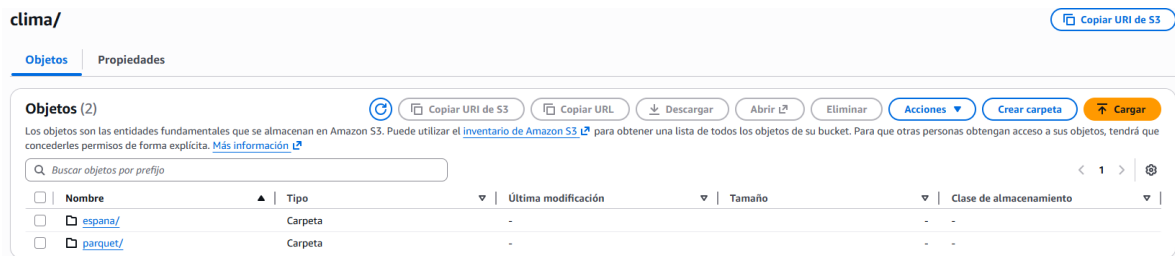 clima/
Copiar URI de S3
Objetos Propiedades
Objetos (2)
Copiar URI de S3 Copiar URL Descargar Abrir Eliminar Acciones Crear carpeta Cargar
Los objetos son las entidades fundamentales que se almacenan en Amazon S3. Puede utilizar el inventario de Amazon S3 para obtener una lista de todos los objetos de su bucket. Para que otras personas obtengan acceso a sus objetos, tendrá que
concederles permisos de forma explícita. Más información
Buscar objetos por prefijo
1
Nombre Tipo Última modificación Tamaño Clase de almacenamiento
espana/ Carpeta - - -
parquet/ Carpeta - - -